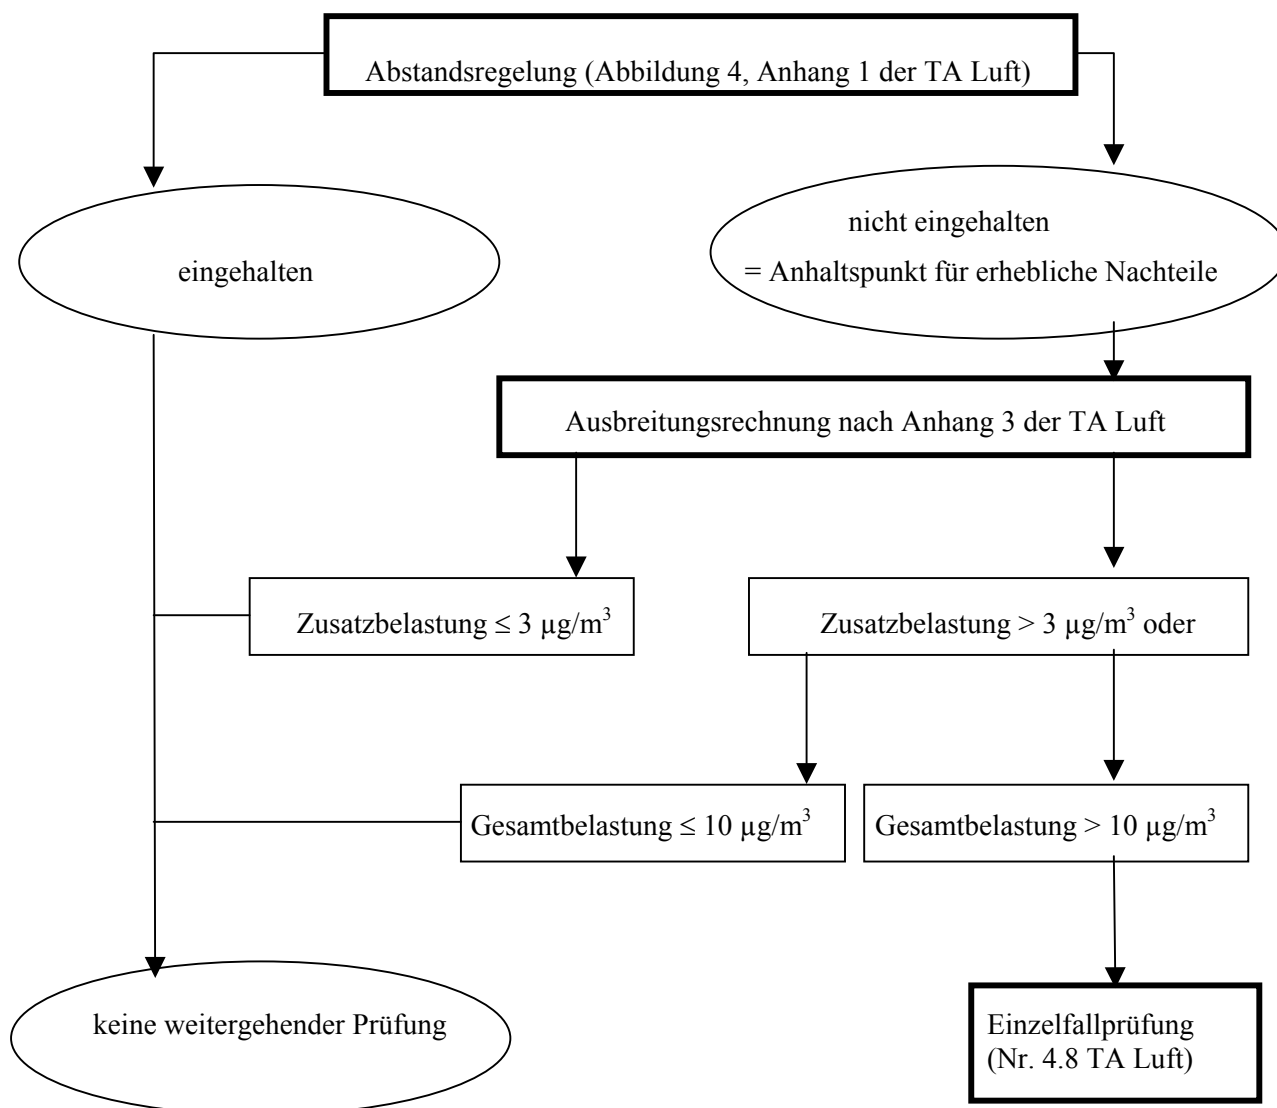 Abstandsregelung (Abbildung 4, Anhang 1 der TA Luft)
eingehalten
nicht eingehalten
= Anhaltspunkt für erhebliche Nachteile
Ausbreitungsrechnung nach Anhang 3 der TA Luft
Zusatzbelastung ≤ 3 µg/m³
Zusatzbelastung > 3 µg/m³ oder
Gesamtbelastung ≤ 10 µg/m³
Gesamtbelastung > 10 µg/m³
keine weitergehender Prüfung
Einzelfallprüfung
(Nr. 4.8 TA Luft)